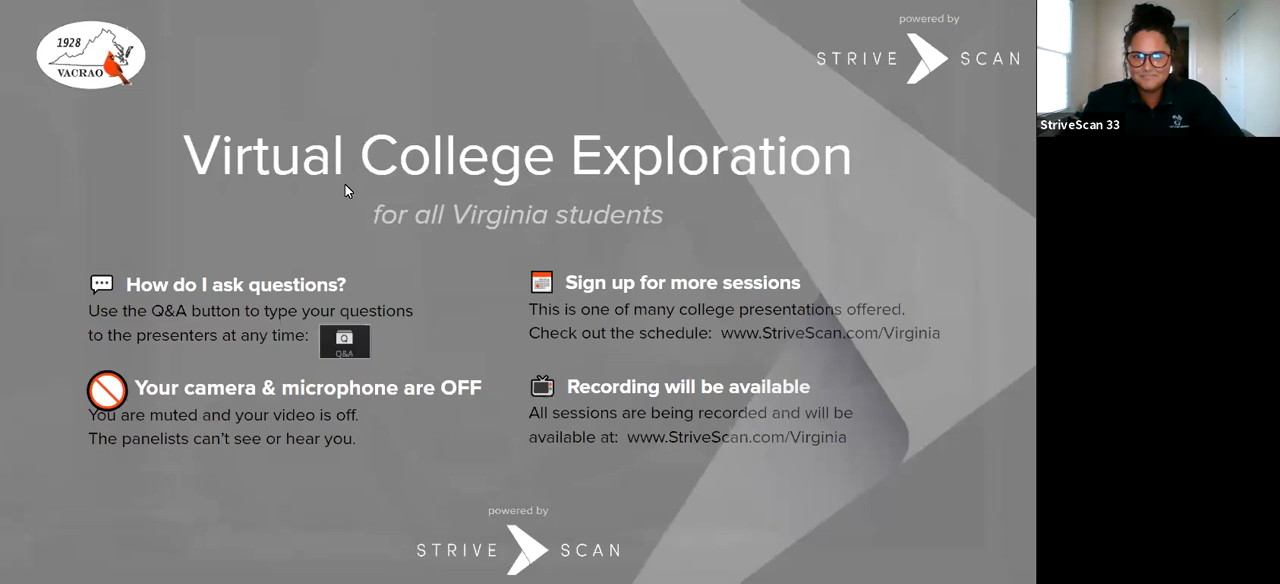 1928
VACRAO
powered by
STRIVE SCAN
StriveScan 33
Virtual College Exploration
for all Virginia students
How do I ask questions?
Use the Q&A button to type your questions
to the presenters at any time:
Q
Q&A
Your camera & microphone are OFF
You are muted and your video is off.
The panelists can't see or hear you.
Sign up for more sessions
This is one of many college presentations offered.
Check out the schedule: www.StriveScan.com/Virginia
Recording will be available
All sessions are being recorded and will be
available at: www.StriveScan.com/Virginia
powered by
STRIVE SCAN